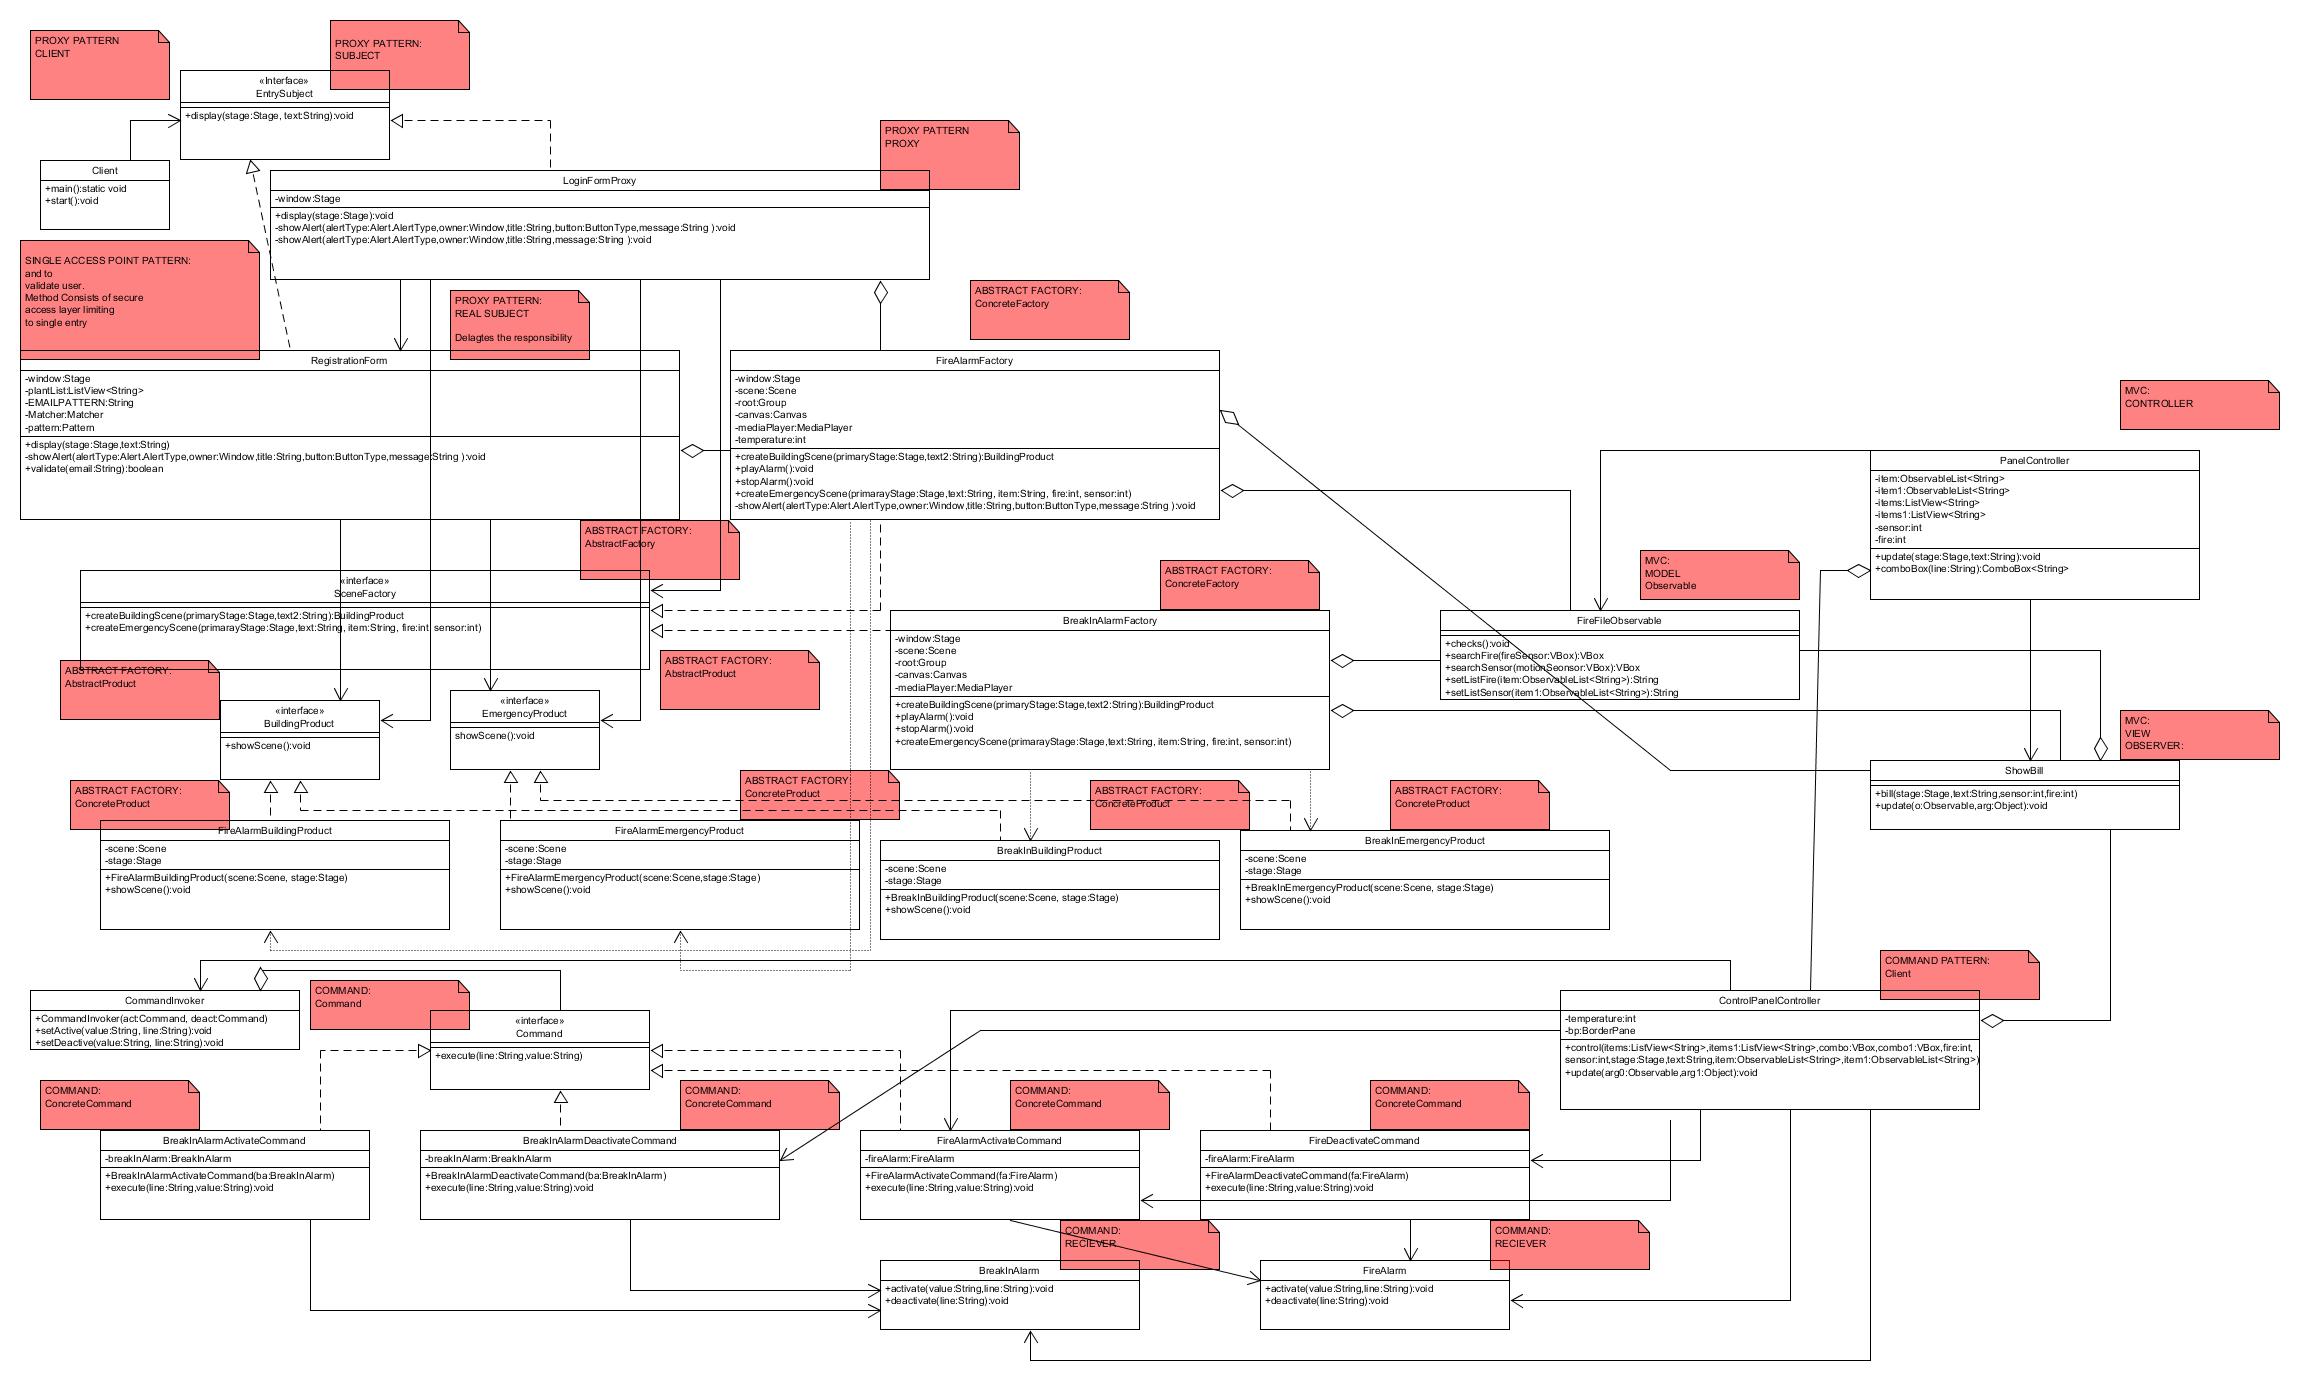 PROXY PATTERN
CLIENT
PROXY PATTERN:
SUBJECT
«Interface»
EntrySubject
+display(stage:Stage, text:String):void
PROXY PATTERN
PROXY
Client
+main():static void
+start():void
LoginFormProxy
-window:Stage
+display(stage:Stage):void
-showAlert(alertType:Alert.AlertType,owner:Window,title:String,button:ButtonType,message:String ):void
-showAlert(alertType:Alert.AlertType,owner:Window,title:String,message:String ):void
SINGLE ACCESS POINT PATTERN:
and to
validate user.
Method Consists of secure
access layer limiting
to single entry
PROXY PATTERN:
REAL SUBJECT
Delagtes the responsibility
ABSTRACT FACTORY:
ConcreteFactory
RegistrationForm
-window:Stage
-plantList:ListView<String>
-EMAILPATTERN:String
-Matcher:Matcher
-pattern:Pattern
+display(stage:Stage,text:String)
-showAlert(alertType:Alert.AlertType,owner:Window,title:String,button:ButtonType,message:String ):void
+validate(email:String):boolean
FireAlarmFactory
-window:Stage
-scene:Scene
-root:Group
-canvas:Canvas
-mediaPlayer:MediaPlayer
-temperature:int
+createBuildingScene(primaryStage:Stage,text2:String):BuildingProduct
+playAlarm():void
+stopAlarm():void
+createEmergencyScene(primarayStage:Stage,text:String, item:String, fire:int, sensor:int)
-showAlert(alertType:Alert.AlertType,owner:Window,title:String,button:ButtonType,message:String ):void
MVC:
CONTROLLER
PanelController
-item:ObservableList<String>
-item1:ObservableList<String>
-items:ListView<String>
-items1:ListView<String>
-sensor:int
-fire:int
+update(stage:Stage,text:String):void
+comboBox(line:String):ComboBox<String>
ABSTRACT FACTORY:
AbstractFactory
«interface»
SceneFactory
+createBuildingScene(primaryStage:Stage,text2:String):BuildingProduct
+createEmergencyScene(primarayStage:Stage,text:String, item:String, fire:int, sensor:int)
ABSTRACT FACTORY:
ConcreteFactory
MVC:
MODEL
Observable
BreakInAlarmFactory
-window:Stage
-scene:Scene
-root:Group
-canvas:Canvas
-mediaPlayer:MediaPlayer
+createBuildingScene(primaryStage:Stage,text2:String):BuildingProduct
+playAlarm():void
+stopAlarm():void
+createEmergencyScene(primarayStage:Stage,text:String, item:String, fire:int, sensor:int)
FireFileObservable
+checks():void
+searchFire(fireSensor:VBox):VBox
+searchSensor(motionSeonsor:VBox):VBox
+setListFire(item:ObservableList<String>):String
+setListSensor(item1:ObservableList<String>):String
ABSTRACT FACTORY:
AbstractProduct
ABSTRACT FACTORY:
AbstractProduct
«interface»
BuildingProduct
+showScene():void
«interface»
EmergencyProduct
showScene():void
MVC:
VIEW
OBSERVER:
ShowBill
+bill(stage:Stage,text:String,sensor:int,fire:int)
+update(o:Observable,arg:Object):void
ABSTRACT FACTORY:
ConcreteProduct
ABSTRACT FACTORY:
ConcreteProduct
ABSTRACT FACTORY:
ConcreteProduct
ABSTRACT FACTORY:
ConcreteProduct
FireAlarmBuildingProduct
-scene:Scene
-stage:Stage
+FireAlarmBuildingProduct(scene:Scene, stage:Stage)
+showScene():void
FireAlarmEmergencyProduct
-scene:Scene
-stage:Stage
+FireAlarmEmergencyProduct(scene:Scene,stage:Stage)
+showScene():void
BreakInBuildingProduct
-scene:Scene
-stage:Stage
+BreakInBuildingProduct(scene:Scene, stage:Stage)
+showScene():void
BreakInEmergencyProduct
-scene:Scene
-stage:Stage
+BreakInEmergencyProduct(scene:Scene, stage:Stage)
+showScene():void
COMMAND PATTERN:
Client
CommandInvoker
+CommandInvoker(act:Command, deact:Command)
+setActive(value:String, line:String):void
+setDeactive(value:String, line:String):void
COMMAND:
Command
«interface»
Command
+execute(line:String,value:String)
ControlPanelController
-temperature:int
-bp:BorderPane
+control(items:ListView<String>,items1:ListView<String>,combo:VBox,combo1:VBox,fire:int,
sensor:int,stage:Stage,text:String,item:ObservableList<String>,item1:ObservableList<String>)
+update(arg0:Observable,arg1:Object):void
COMMAND:
ConcreteCommand
COMMAND:
ConcreteCommand
COMMAND:
ConcreteCommand
COMMAND:
ConcreteCommand
BreakInAlarmActivateCommand
-breakInAlarm:BreakInAlarm
+BreakInAlarmActivateCommand(ba:BreakInAlarm)
+execute(line:String,value:String):void
BreakInAlarmDeactivateCommand
-breakInAlarm:BreakInAlarm
+BreakInAlarmDeactivateCommand(ba:BreakInAlarm)
+execute(line:String,value:String):void
FireAlarmActivateCommand
-fireAlarm:FireAlarm
+FireAlarmActivateCommand(fa:FireAlarm)
+execute(line:String,value:String):void
FireDeactivateCommand
-fireAlarm:FireAlarm
+FireAlarmDeactivateCommand(fa:FireAlarm)
+execute(line:String,value:String):void
COMMAND:
RECIEVER
COMMAND:
RECIEVER
BreakInAlarm
+activate(value:String,line:String):void
+deactivate(line:String):void
FireAlarm
+activate(value:String,line:String):void
+deactivate(line:String):void